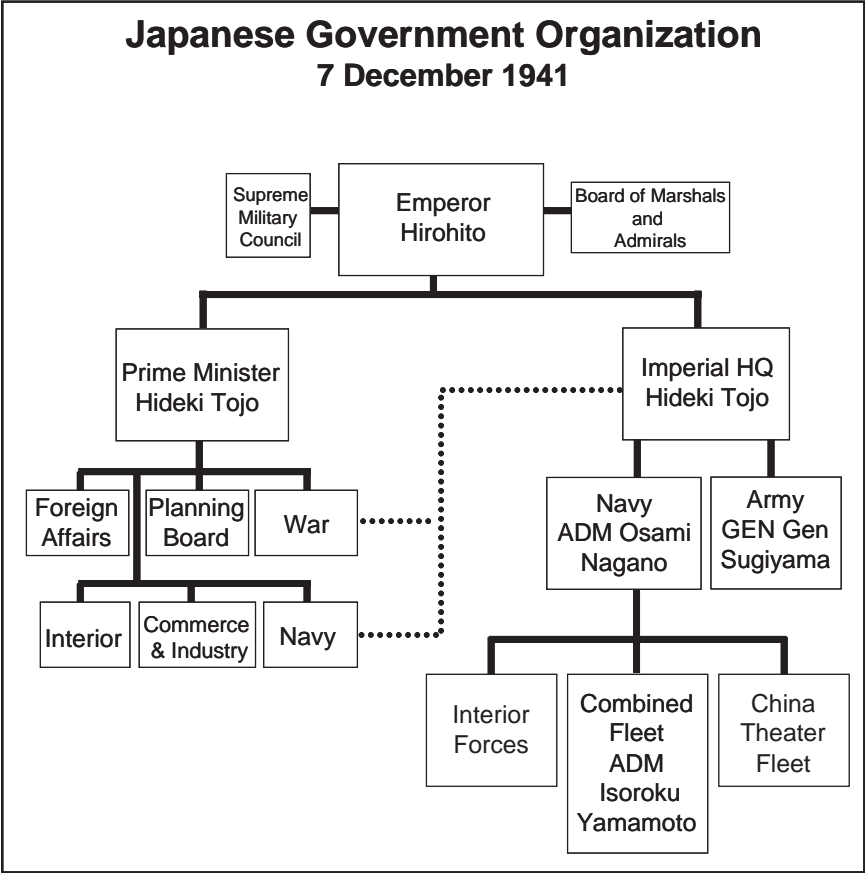 Japanese Government Organization
7 December 1941
Supreme
Military
Council
Emperor
Hirohito
Board of Marshals
and
Admirals
Prime Minister
Hideki Tojo
Imperial HQ
Hideki Tojo
Foreign
Affairs
Planning
Board
War
Navy
ADM Osami
Nagano
Army
GEN Gen
Sugiyama
Interior
Commerce
& Industry
Navy
Interior
Forces
Combined
Fleet
ADM
Isoroku
Yamamoto
China
Theater
Fleet